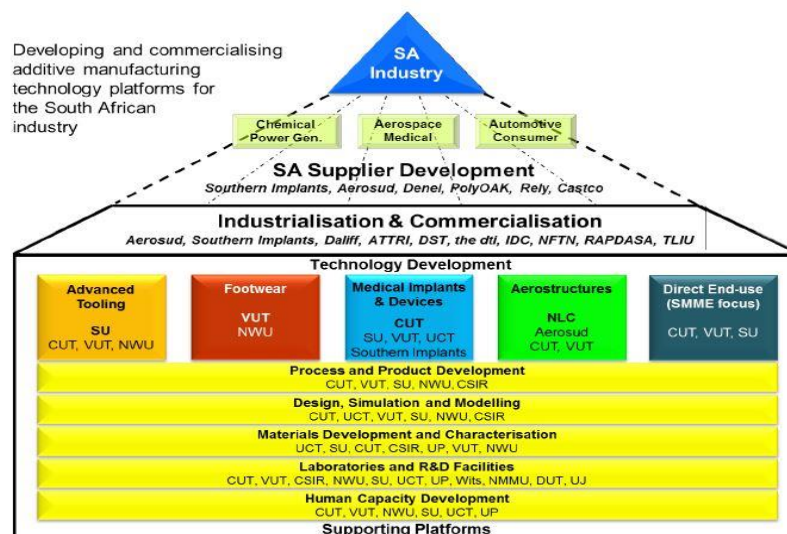 Developing and commercialising
additive manufacturing
technology platforms for
the South African
industry
SA
Industry
Chemical
Power Gen.
Aerospace
Medical
Automotive
Consumer
SA Supplier Development
Southern Implants, Aerosud, Denel, PolyOAK, Rely, Castco
Industrialisation & Commercialisation
Aerosud, Southern Implants, Daliff, ATTRI, DST, the dti, IDC, NFTN, RAPDASA, TLIU
Technology Development
Advanced
Tooling
SU
CUT, VUT, NWU
Footwear
VUT
NWU
Medical Implants
& Devices
CUT
SU, VUT, UCT
Southern Implants
Aerostructures
NLC
Aerosud
CUT, VUT
Direct End-use
(SMME focus)
CUT, VUT, SU
Process and Product Development
CUT, VUT, SU, NWU, CSIR
Design, Simulation and Modelling
CUT, UCT, VUT, SU, NWU, CSIR
Materials Development and Characterisation
UCT, SU, CUT, CSIR, UP, VUT, NWU
Laboratories and R&D Facilities
CUT, VUT, CSIR, NWU, SU, UCT, UP, Wits, NMMU, DUT, UJ
Human Capacity Development
CUT, VUT, NWU, SU, UCT, UP
Supporting Platforms